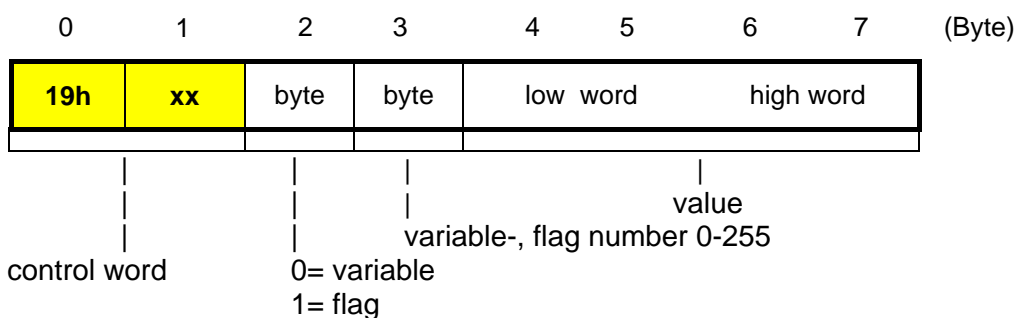 0 1 2 3 4 5 6 7 (Byte)
19h xx byte byte low word high word
value
variable-, flag number 0-255
control word 0= variable
1= flag